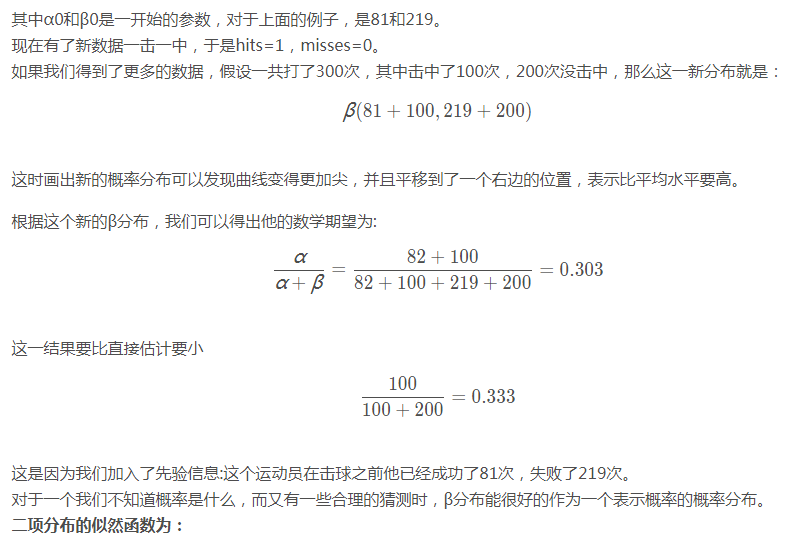 其中α0和β0是一开始的参数，对于上面的例子，是81和219。
现在有了新数据一击一中，于是hits=1，misses=0。
如果我们得到了更多的数据，假设一共打了300次，其中击中了100次，200次没击中，那么这一新分布就是：
β(81 + 100, 219 + 200)
这时画出新的概率分布可以发现曲线变得更加尖，并且平移到了一个右边的位置，表示比平均水平要高。
根据这个新的β分布，我们可以得出他的数学期望为:
α/(α + β) = (82 + 100)/(82 + 100 + 219 + 200) = 0.303
这一结果要比直接估计要小
100/(100 + 200) = 0.333
这是因为我们加入了先验信息:这个运动员在击球之前他已经成功了81次，失败了219次。
对于一个我们不知道概率是什么，而又有一些合理的猜测时，β分布能很好的作为一个表示概率的概率分布。
二项分布的似然函数为：